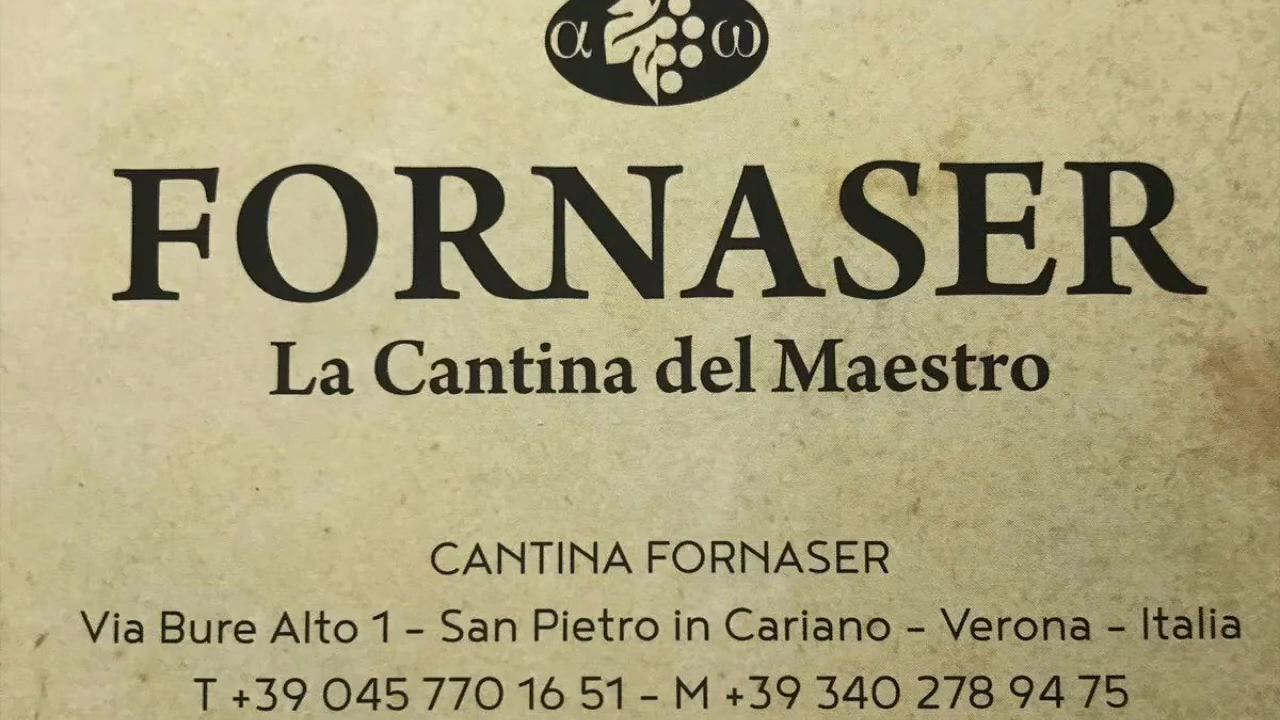 α ω
FORNASER
La Cantina del Maestro
CANTINA FORNASER
Via Bure Alto 1 - San Pietro in Cariano - Verona - Italia
T +39 045 770 16 51 - M +39 340 278 94 75